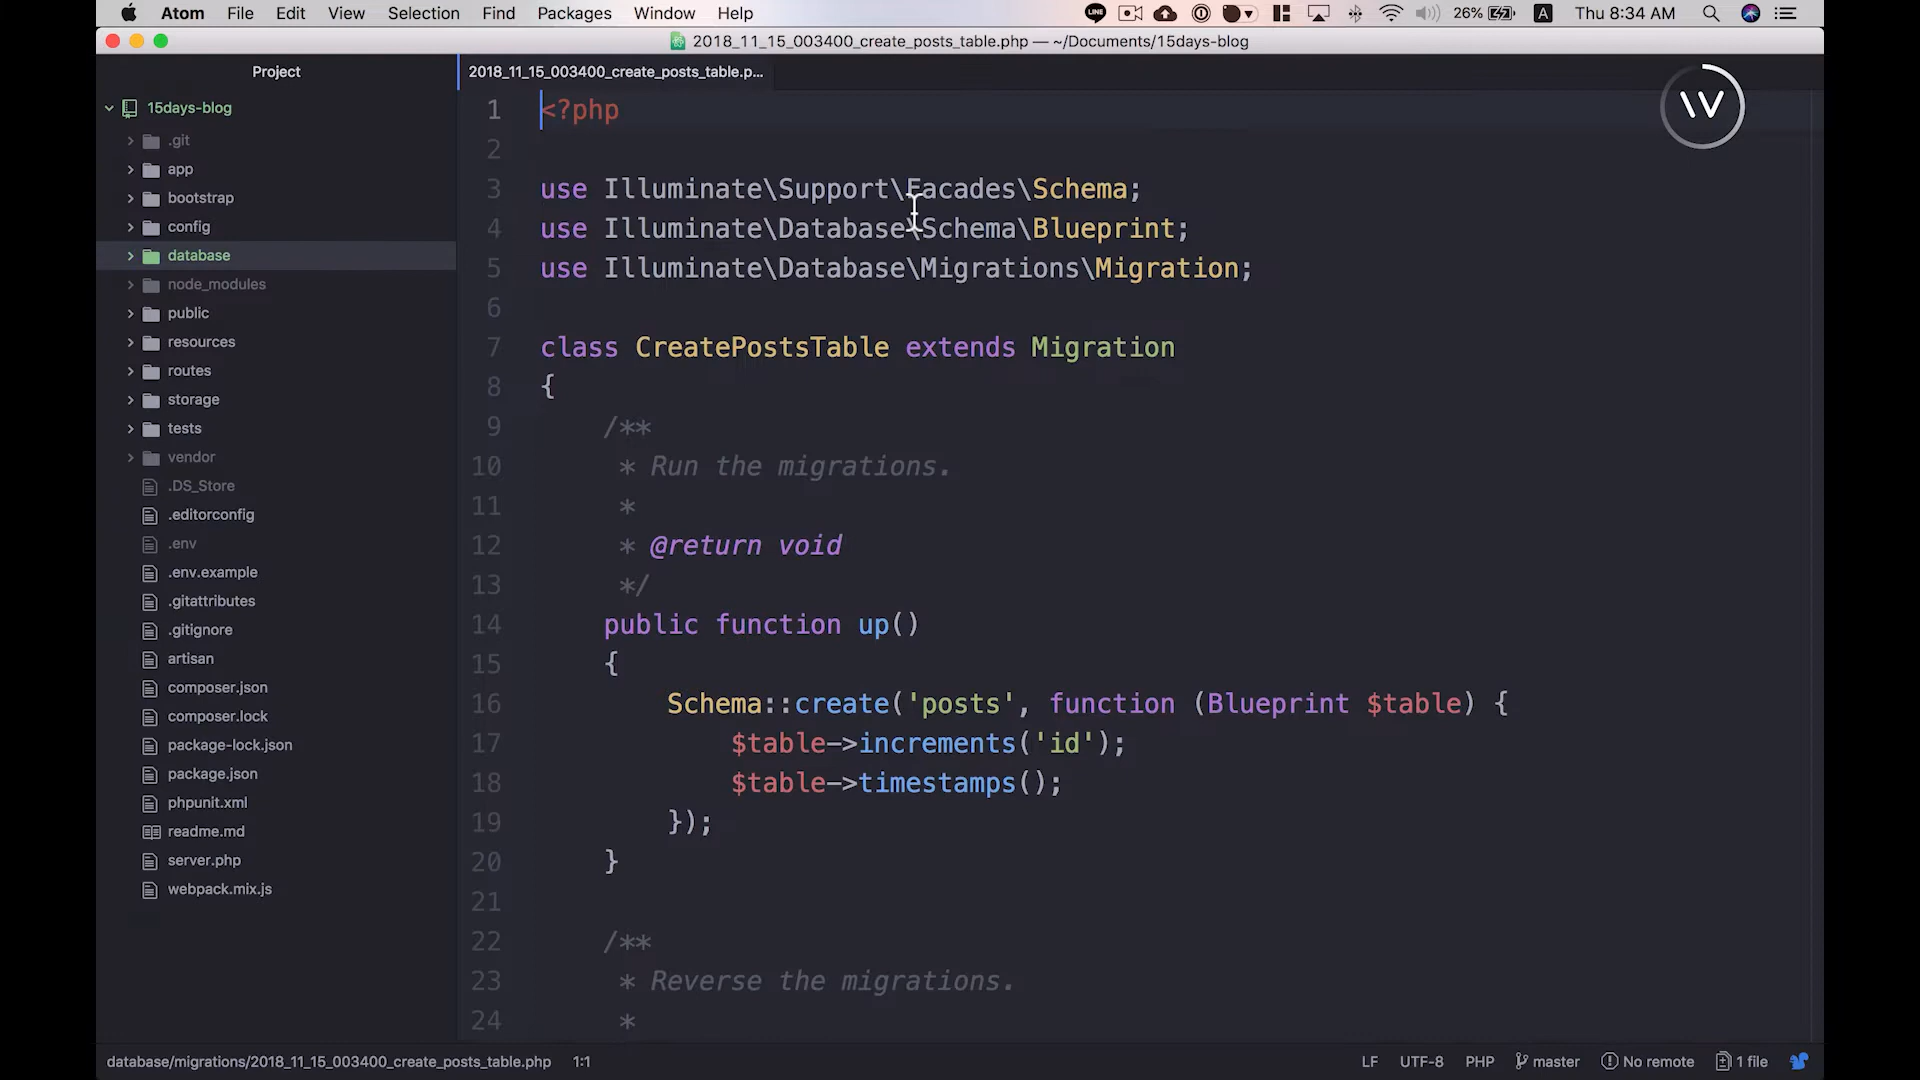 Atom File Edit View Selection Find Packages Window Help 26% A Thu 8:34 AM
2018_11_15_003400_create_posts_table.php — ~/Documents/15days-blog
Project
15days-blog
.git
app
bootstrap
config
database
node_modules
public
resources
routes
storage
tests
vendor
.DS_Store
.editorconfig
.env
.env.example
.gitattributes
.gitignore
artisan
composer.json
composer.lock
package-lock.json
package.json
phpunit.xml
readme.md
server.php
webpack.mix.js
2018_11_15_003400_create_posts_table.p...
1 <?php
2
3 use Illuminate\Support\Facades\Schema;
4 use Illuminate\Database\Schema\Blueprint;
5 use Illuminate\Database\Migrations\Migration;
6
7 class CreatePostsTable extends Migration
8 {
9 /**
10 * Run the migrations.
11 *
12 * @return void
13 */
14 public function up()
15 {
16 Schema::create('posts', function (Blueprint $table) {
17 $table->increments('id');
18 $table->timestamps();
19 });
20 }
21
22 /**
23 * Reverse the migrations.
24 *
W
database/migrations/2018_11_15_003400_create_posts_table.php 1:1 LF UTF-8 PHP master No remote 1 file